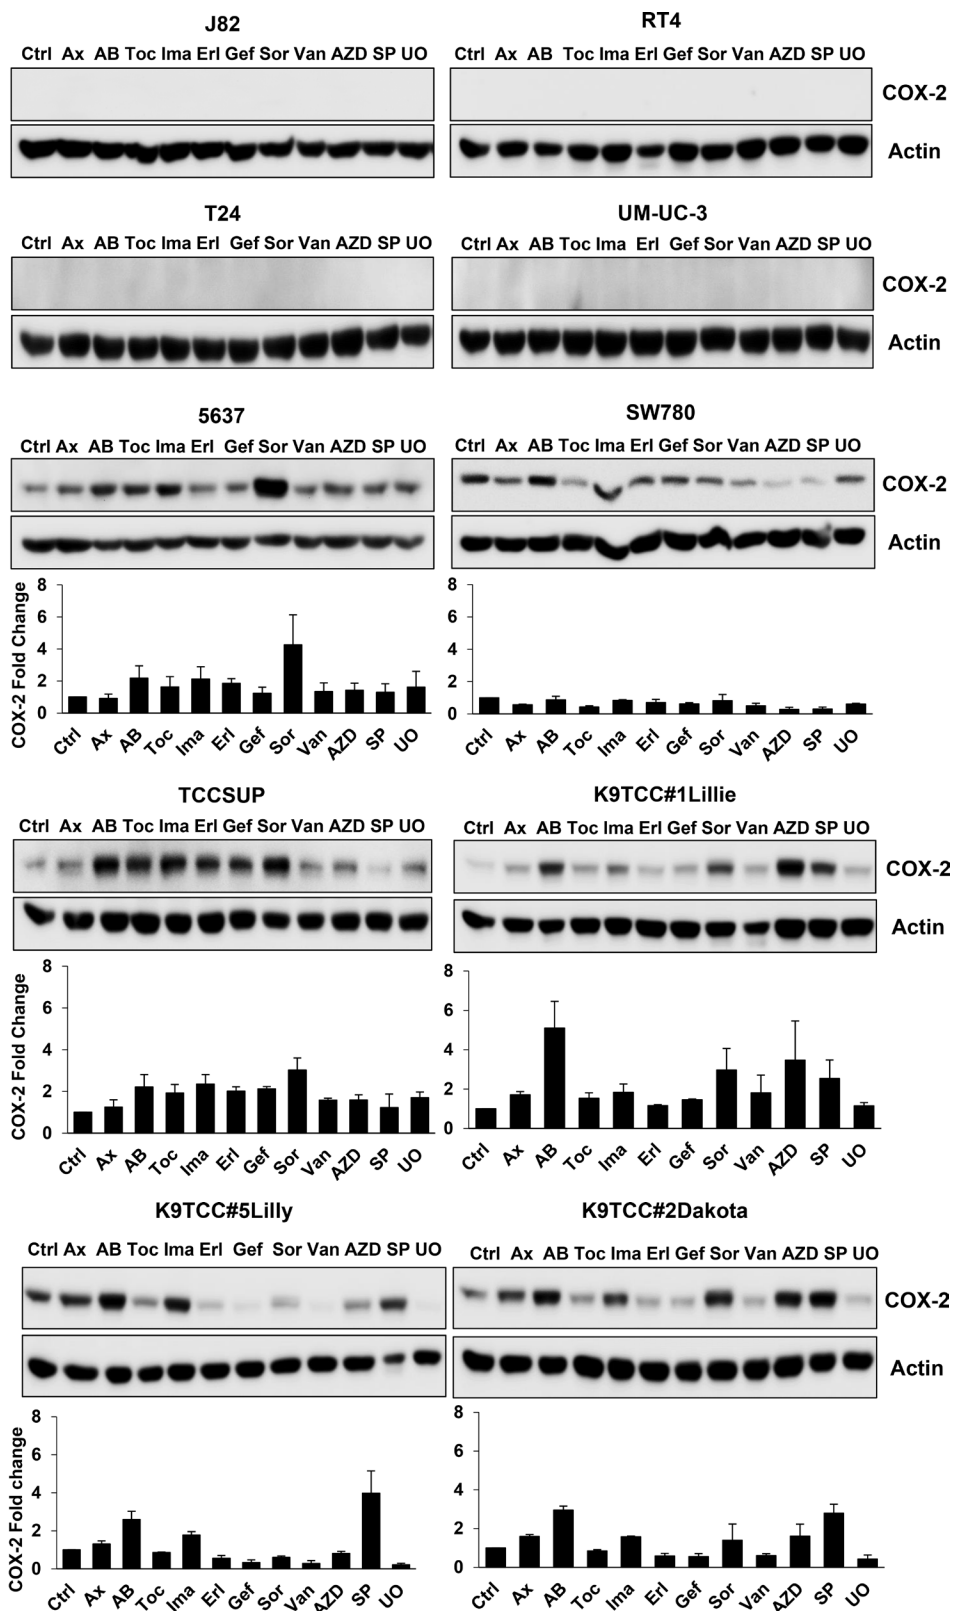 J82
RT4
Ctrl Ax AB Toc Ima Erl Gef Sor Van AZD SP UO
Ctrl Ax AB Toc Ima Erl Gef Sor Van AZD SP UO
COX-2
Actin
T24
UM-UC-3
Ctrl Ax AB Toc Ima Erl Gef Sor Van AZD SP UO
Ctrl AX AB Toc Ima Erl Gef Sor Van AZD SP UO
COX-2
Actin
5637
SW780
Ctrl Ax AB Toc Ima Erl Gef Sor Van AZD SP UO
Ctrl Ax AB Toc Ima Erl Gef Sor Van AZD SP UO
COX-2
Actin
COX-2 Fold Change
8
6
4
2
0
Ctrl Ax AB Toc Ima Erl Gef Sor Van AZD SP UO
8
6
4
2
0
Ctrl Ax AB Toc Ima Erl Gef Sor Van AZD SP UO
TCCSUP
K9TCC#1Lillie
Ctrl Ax AB Toc Ima Erl Gef Sor Van AZD SP UO
Ctrl Ax AB Toc Ima Erl Gef Sor Van AZD SP UO
COX-2
Actin
COX-2 Fold Change
8
6
4
2
0
Ctrl Ax AB Toc Ima Erl Gef Sor Van AZD SP UO
8
6
4
2
0
Ctrl Ax AB Toc Ima Erl Gef Sor Van AZD SP UO
K9TCC#5Lilly
K9TCC#2Dakota
Ctrl Ax AB Toc Ima Erl Gef Sor Van AZD SP UO
Ctrl Ax AB Toc Ima Erl Gef Sor Van AZD SP UO
COX-2
Actin
COX-2 Fold change
8
6
4
2
0
Ctrl Ax AB Toc Ima Erl Gef Sor Van AZD SP UO
8
6
4
2
0
Ctrl Ax AB Toc Ima Erl Gef Sor Van AZD SP UO